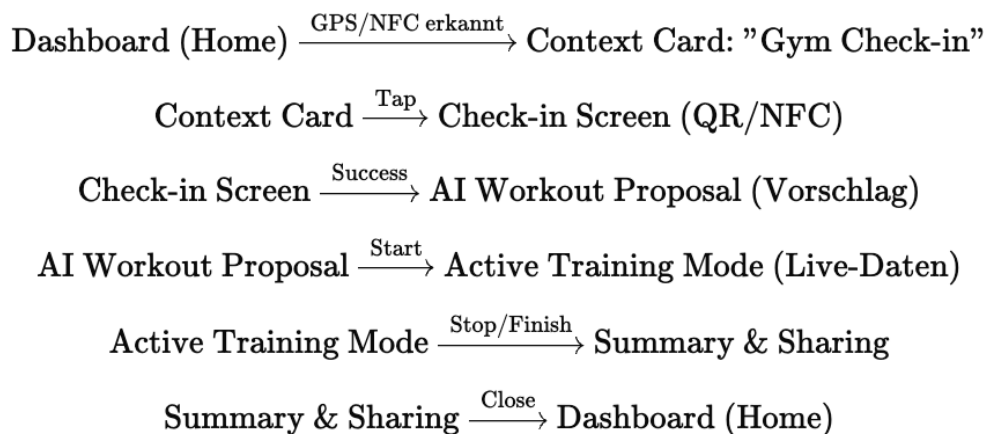 Dashboard (Home) GPS/NFC erkannt → Context Card: ”Gym Check-in”
Context Card Tap → Check-in Screen (QR/NFC)
Check-in Screen Success → AI Workout Proposal (Vorschlag)
AI Workout Proposal Start → Active Training Mode (Live-Daten)
Active Training Mode Stop/Finish → Summary & Sharing
Summary & Sharing Close → Dashboard (Home)